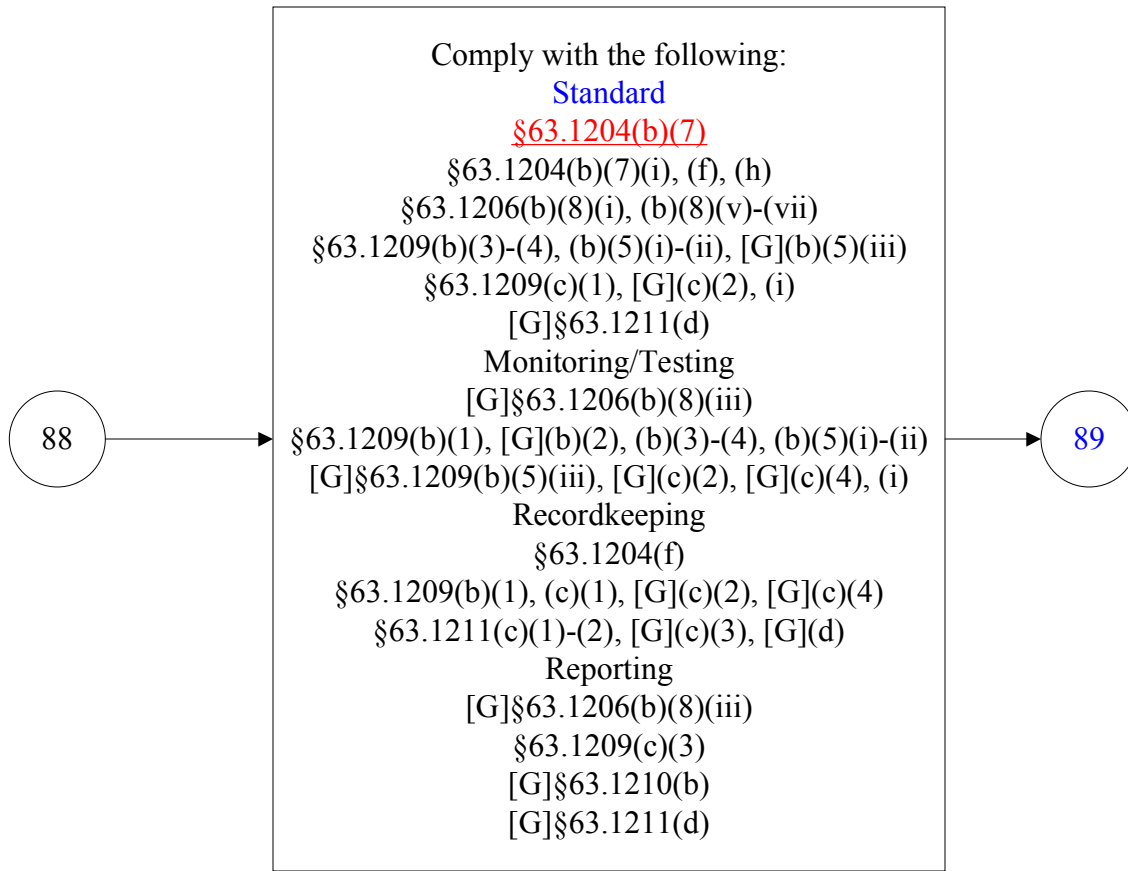 Comply with the following:
Standard
§63.1204(b)(7)
§63.1204(b)(7)(i), (f), (h)
§63.1206(b)(8)(i), (b)(8)(v)-(vii)
§63.1209(b)(3)-(4), (b)(5)(i)-(ii), [G](b)(5)(iii)
§63.1209(c)(1), [G](c)(2), (i)
[G]§63.1211(d)
Monitoring/Testing
[G]§63.1206(b)(8)(iii)
88
§63.1209(b)(1), [G](b)(2), (b)(3)-(4), (b)(5)(i)-(ii)
89
[G]§63.1209(b)(5)(iii), [G](c)(2), [G](c)(4), (i)
Recordkeeping
§63.1204(f)
§63.1209(b)(1), (c)(1), [G](c)(2), [G](c)(4)
§63.1211(c)(1)-(2), [G](c)(3), [G](d)
Reporting
[G]§63.1206(b)(8)(iii)
§63.1209(c)(3)
[G]§63.1210(b)
[G]§63.1211(d)